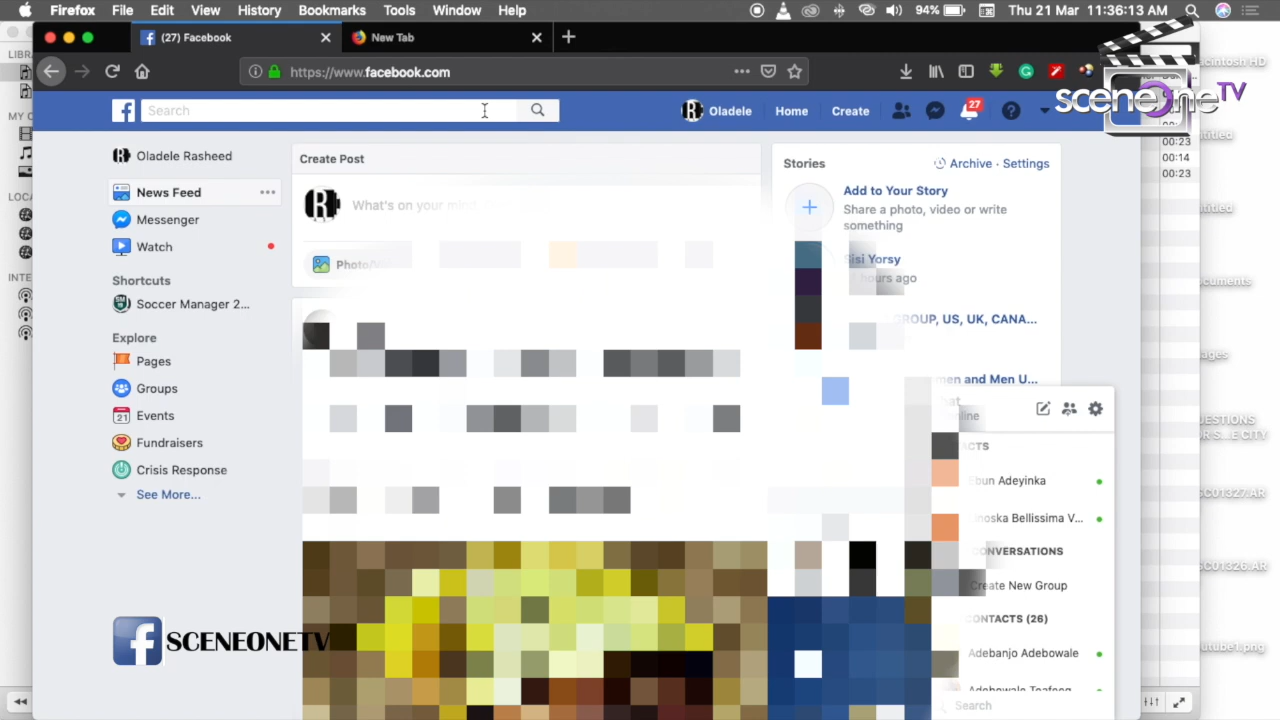 Firefox File Edit View History Bookmarks Tools Window Help 94% Thu 21 Mar 11:36:13 AM
(27) Facebook
New Tab
https://www.facebook.com
sceneOneTV
Search
Oladele Home Create 27
Oladele Rasheed
News Feed
Messenger
Watch
Shortcuts
Soccer Manager 2...
Explore
Pages
Groups
Events
Fundraisers
Crisis Response
See More...
Create Post
What's on your mind,
Photo/
Stories
Archive · Settings
Add to Your Story
Share a photo, video or write
something
Sisi Yorsy
hours ago
GROUP, US, UK, CANA...
men and Men U...
Ebun Adeyinka
Bellissima V...
CONVERSATIONS
Create New Group
CONTACTS (26)
Adebanjo Adebowale
Search
SCENEONETV
00:23
00:14
00:23